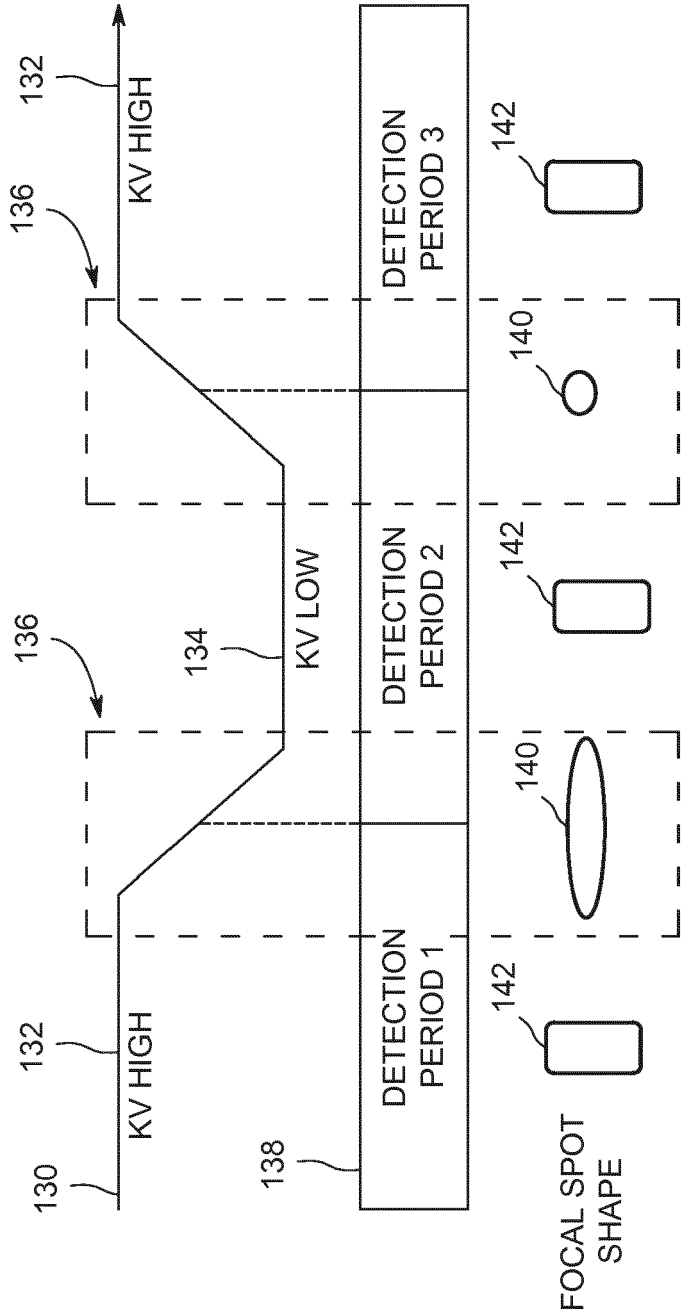 136
136
130
132
132
KV HIGH
KV HIGH
134
KV LOW
138
DETECTION
PERIOD 1
DETECTION
PERIOD 2
DETECTION
PERIOD 3
142
140
142
140
142
FOCAL SPOT
SHAPE